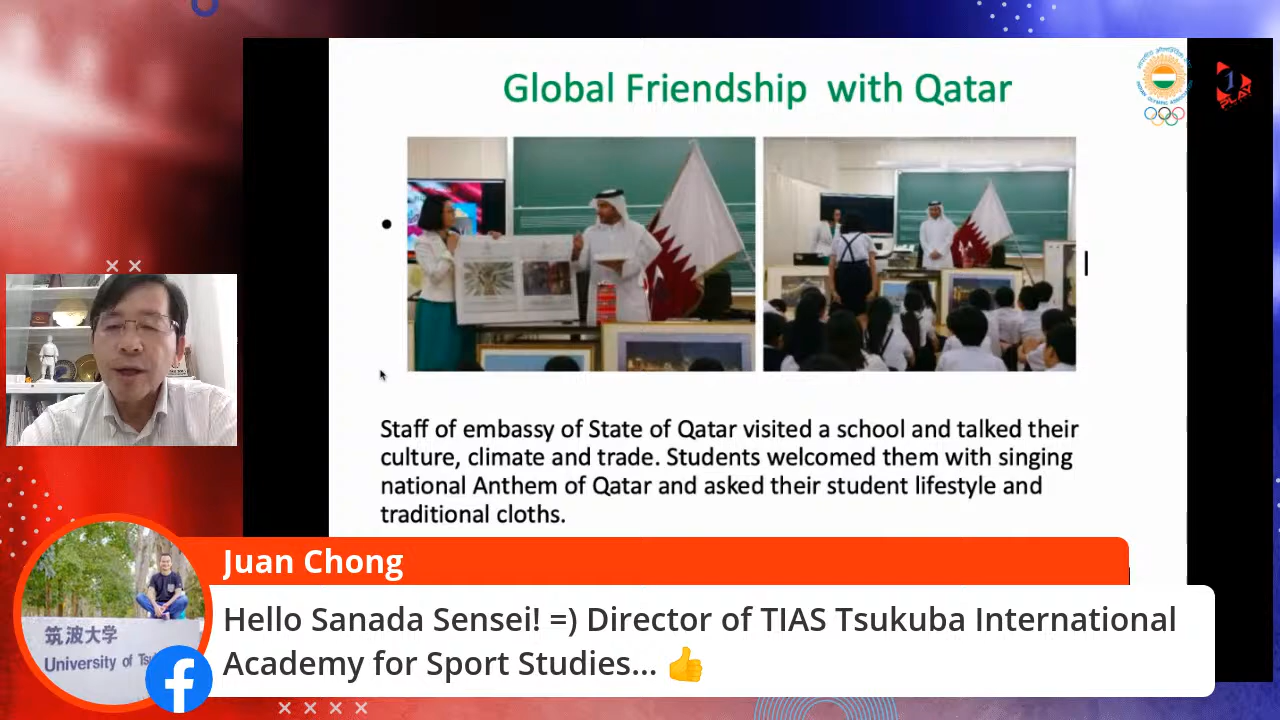 Global Friendship with Qatar
1
PLAY
Staff of embassy of State of Qatar visited a school and talked their
culture, climate and trade. Students welcomed them with singing
national Anthem of Qatar and asked their student lifestyle and
traditional cloths.
Juan Chong
Hello Sanada Sensei! =) Director of TIAS Tsukuba International
Academy for Sport Studies... 👍
筑波大学
University of Tsu